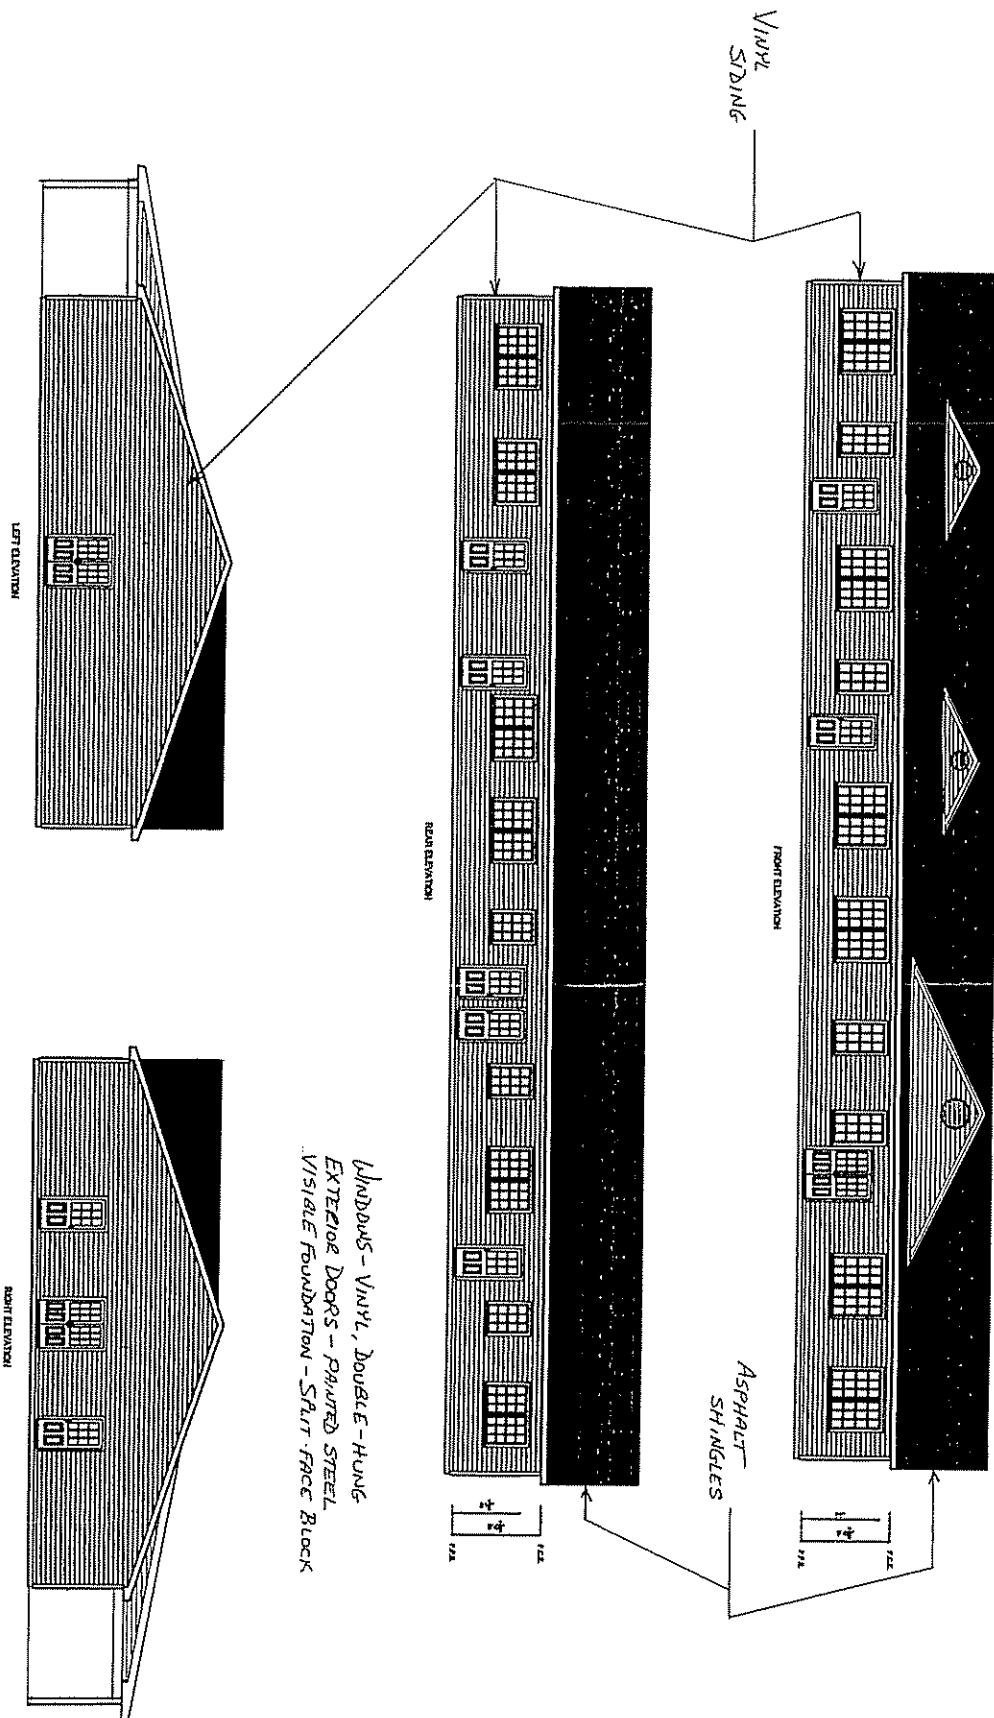 VINYL
SIDING
FRONT ELEVATION
ASPHALT
SHINGLES
REAR ELEVATION
WINDOWS - VINYL, DOUBLE-HUNG
EXTERIOR DOORS - PAINTED STEEL
VISIBLE FOUNDATION - SPLIT-FACE BLOCK
LEFT ELEVATION
RIGHT ELEVATION